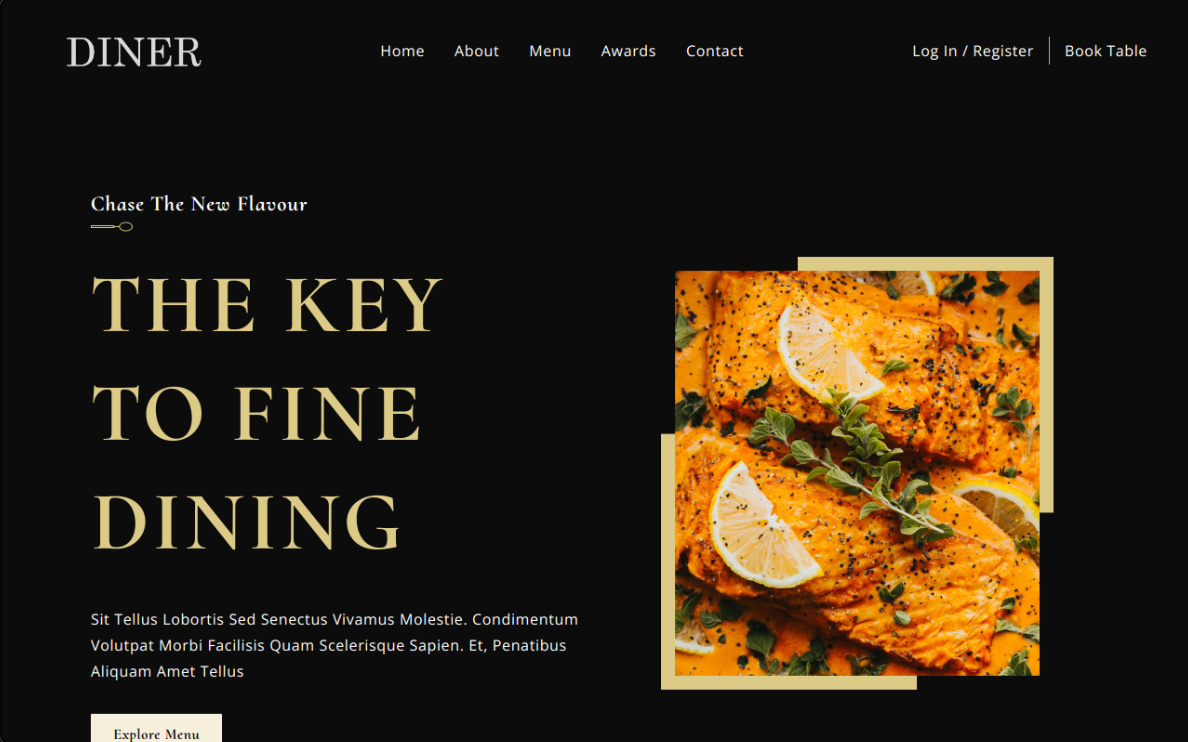 DINER
Home About Menu Awards Contact
Log In / Register Book Table
Chase The New Flavour
THE KEY
TO FINE
DINING
Sit Tellus Lobortis Sed Senectus Vivamus Molestie. Condimentum
Volutpat Morbi Facilisis Quam Scelerisque Sapien. Et, Penatibus
Aliquam Amet Tellus
Explore Menu